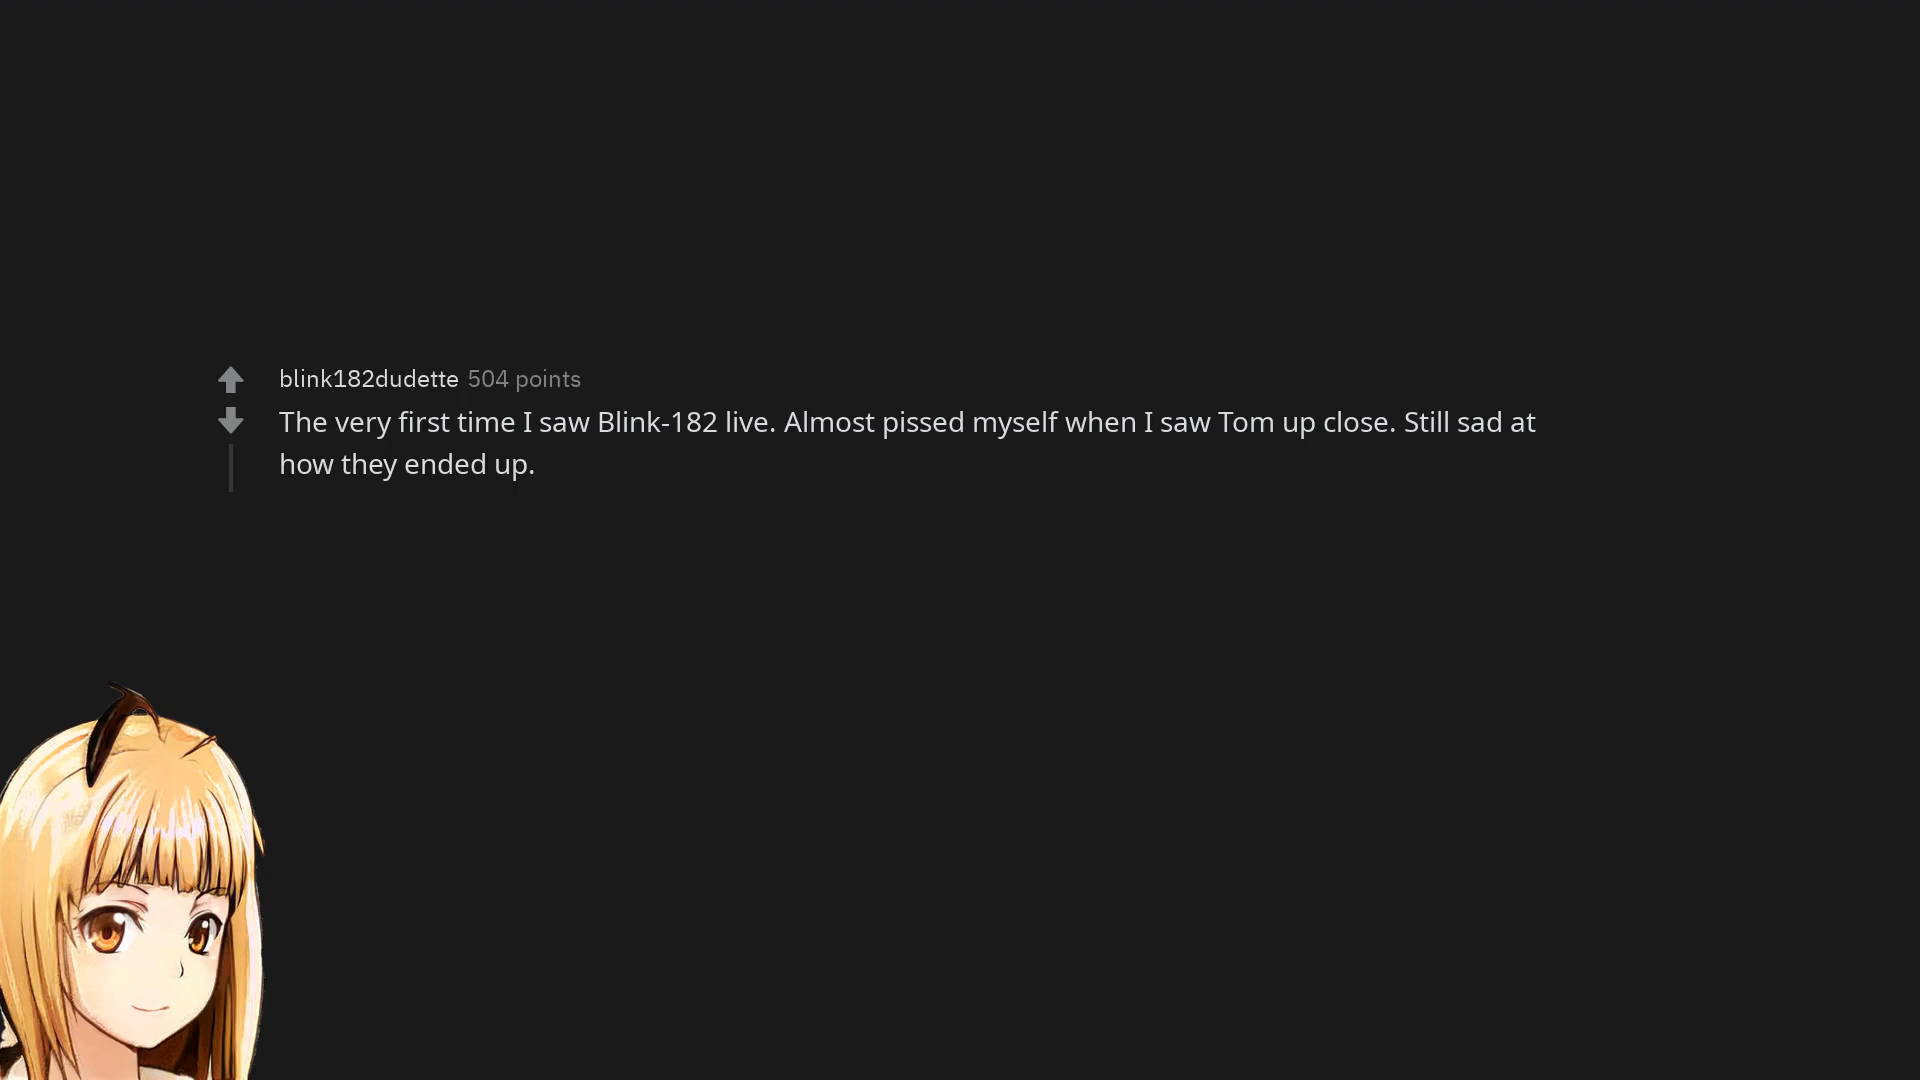 blink182dudette 504 points
The very first time I saw Blink-182 live. Almost pissed myself when I saw Tom up close. Still sad at
how they ended up.